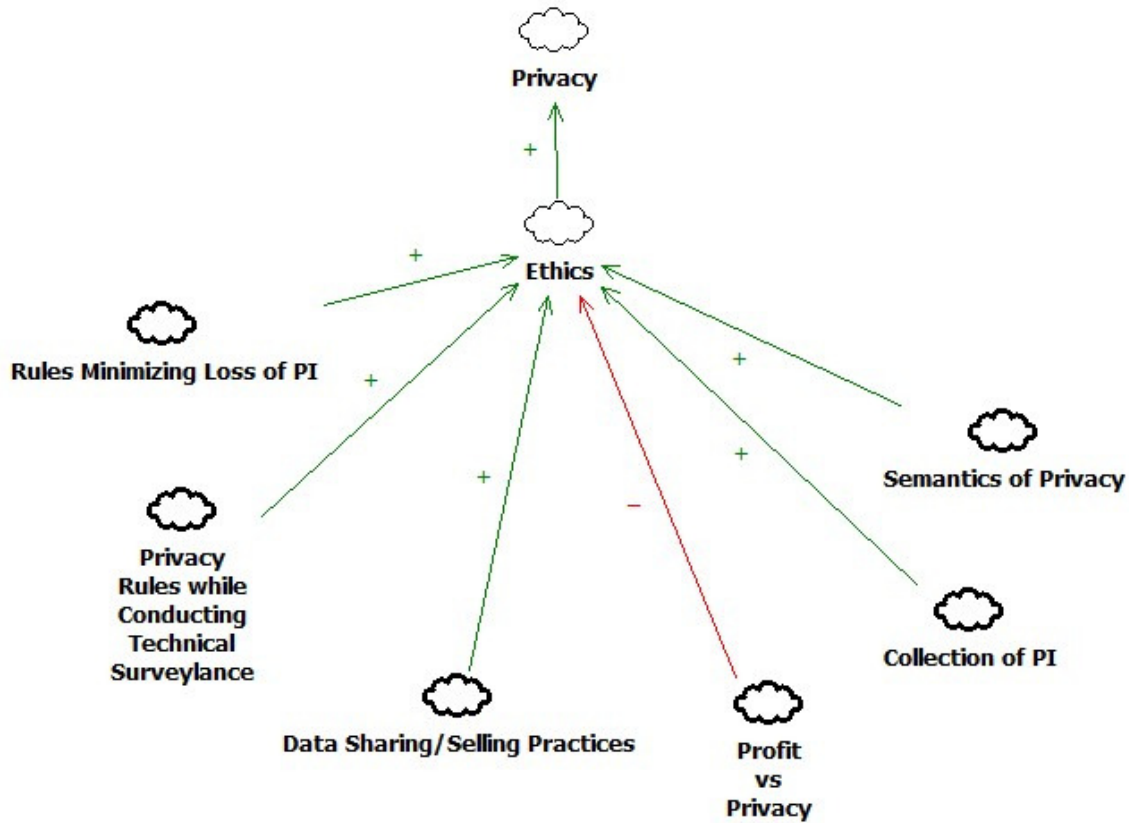 Privacy
+
Ethics
+
Rules Minimizing Loss of PI
+
+
Semantics of Privacy
+
Privacy
Rules while
Conducting
Technical
Surveylance
+
–
+
Collection of PI
Data Sharing/Selling Practices
Profit
vs
Privacy